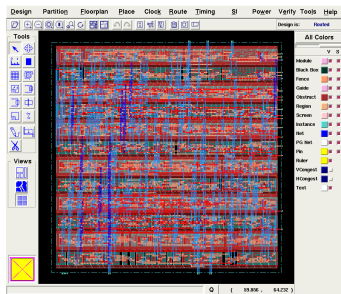 Design Partition Floorplan Place Clock Route Timing SI Power Verify Tools Help
Design is: Routed
Tools
All Colors
V S
Module
Black Box
Fence
Guide
Obstruct
Region
Screen
Instance
Net
PG Net
Pin
Ruler
VCongest
HCongest
Text
Views
Q ( 59.866 , 64.232 )